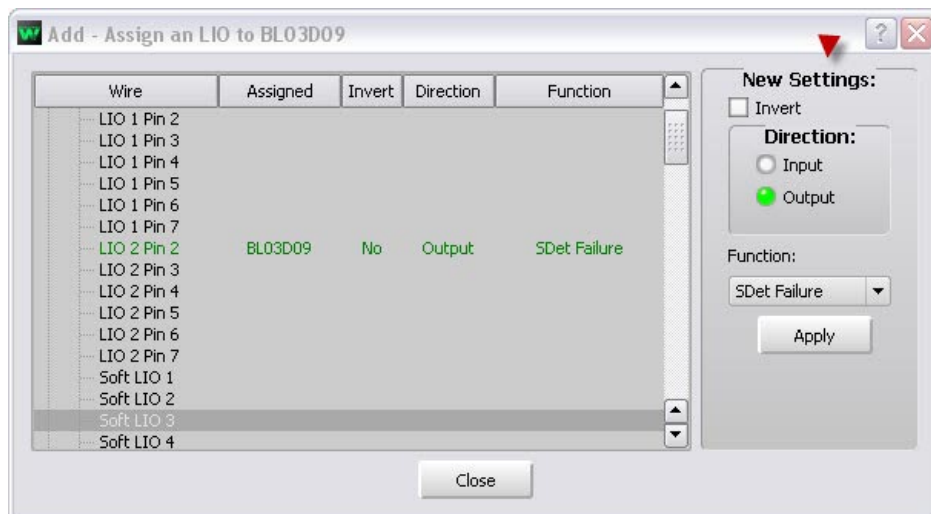 Add - Assign an LIO to BL03D09
Wire Assigned Invert Direction Function
LIO 1 Pin 2
LIO 1 Pin 3
LIO 1 Pin 4
LIO 1 Pin 5
LIO 1 Pin 6
LIO 1 Pin 7
LIO 2 Pin 2 BL03D09 No Output SDet Failure
LIO 2 Pin 3
LIO 2 Pin 4
LIO 2 Pin 5
LIO 2 Pin 6
LIO 2 Pin 7
Soft LIO 1
Soft LIO 2
Soft LIO 3
Soft LIO 4
New Settings:
Invert
Direction:
Input
Output
Function:
SDet Failure
Apply
Close